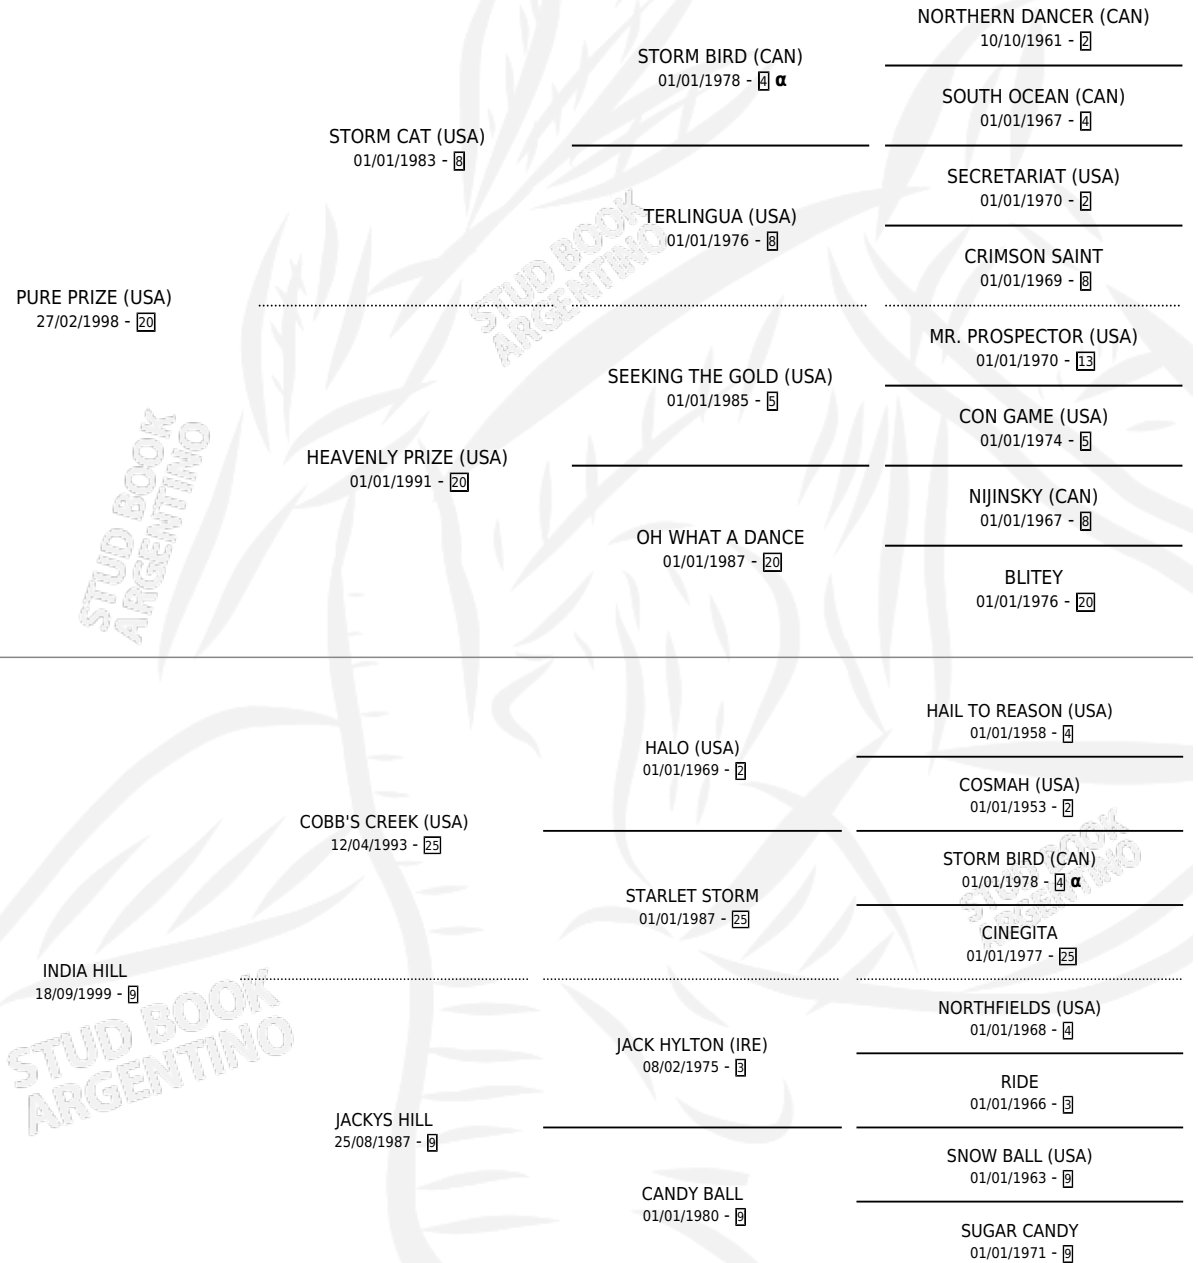 NORTHERN DANCER (CAN)
10/10/1961 - 2
STORM BIRD (CAN)
01/01/1978 - 4 α
SOUTH OCEAN (CAN)
01/01/1967 - 4
STORM CAT (USA)
01/01/1983 - 8
SECRETARIAT (USA)
01/01/1970 - 2
TERLINGUA (USA)
01/01/1976 - 8
CRIMSON SAINT
01/01/1969 - 8
PURE PRIZE (USA)
27/02/1998 - 20
STUD BOOK
ARGENTINO
MR. PROSPECTOR (USA)
01/01/1970 - 13
SEEKING THE GOLD (USA)
01/01/1985 - 5
CON GAME (USA)
01/01/1974 - 5
HEAVENLY PRIZE (USA)
01/01/1991 - 20
NIJINSKY (CAN)
01/01/1967 - 8
OH WHAT A DANCE
01/01/1987 - 20
BLITEY
01/01/1976 - 20
STUD BOOK
ARGENTINO
HAIL TO REASON (USA)
01/01/1958 - 4
HALO (USA)
01/01/1969 - 2
COSMAH (USA)
01/01/1953 - 2
COBB'S CREEK (USA)
12/04/1993 - 25
STORM BIRD (CAN)
01/01/1978 - 4 α
STARLET STORM
01/01/1987 - 25
CINEGITA
01/01/1977 - 25
STUD BOOK
ARGENTINO
INDIA HILL
18/09/1999 - 9
NORTHFIELDS (USA)
01/01/1968 - 4
JACK HYLTON (IRE)
08/02/1975 - 3
RIDE
01/01/1966 - 3
JACKYS HILL
25/08/1987 - 9
SNOW BALL (USA)
01/01/1963 - 9
CANDY BALL
01/01/1980 - 9
SUGAR CANDY
01/01/1971 - 9
STUD BOOK
ARGENTINO